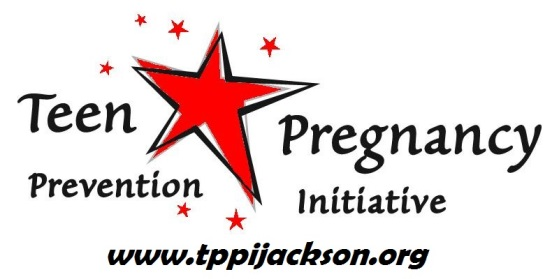 Teen Pregnancy
Prevention Initiative
www.tppijackson.org